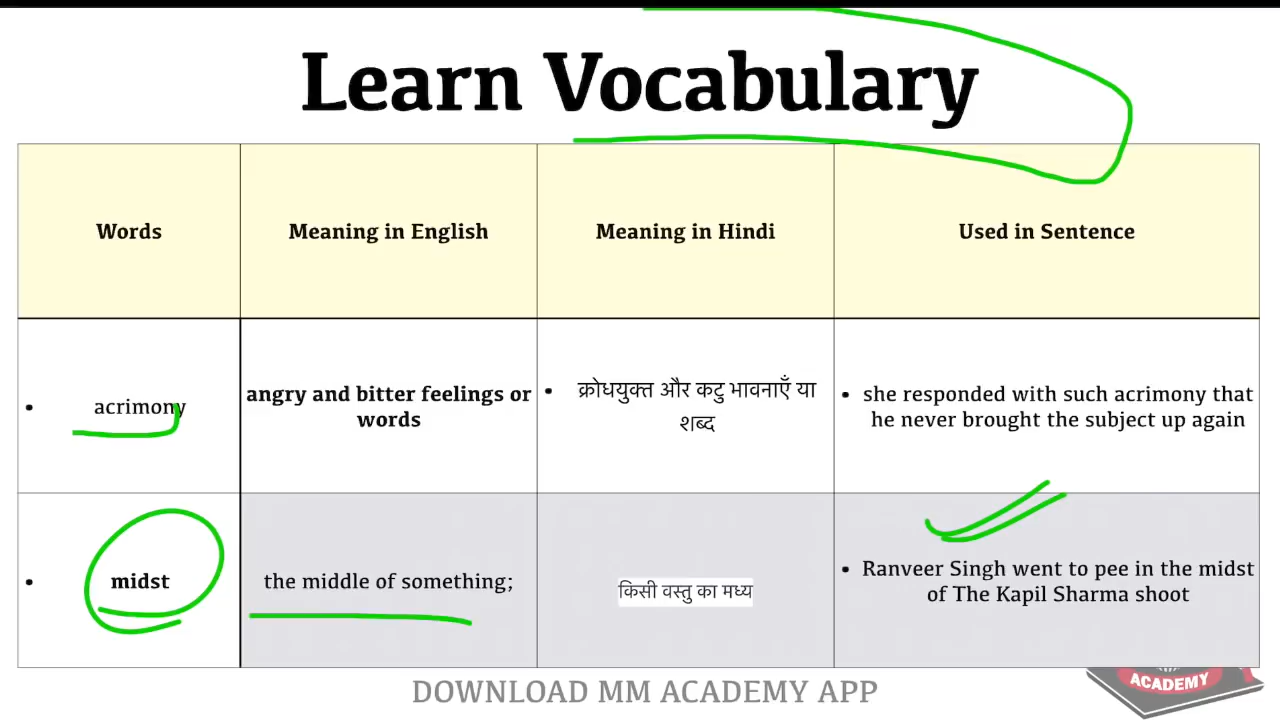 Learn Vocabulary
Words
Meaning in English
Meaning in Hindi
Used in Sentence
• acrimony
angry and bitter feelings or
words
• क्रोधयुक्त और कटु भावनाएँ या
शब्द
• she responded with such acrimony that
he never brought the subject up again
• midst
the middle of something;
किसी वस्तु का मध्य
• Ranveer Singh went to pee in the midst
of The Kapil Sharma shoot
DOWNLOAD MM ACADEMY APP
ACADEMY